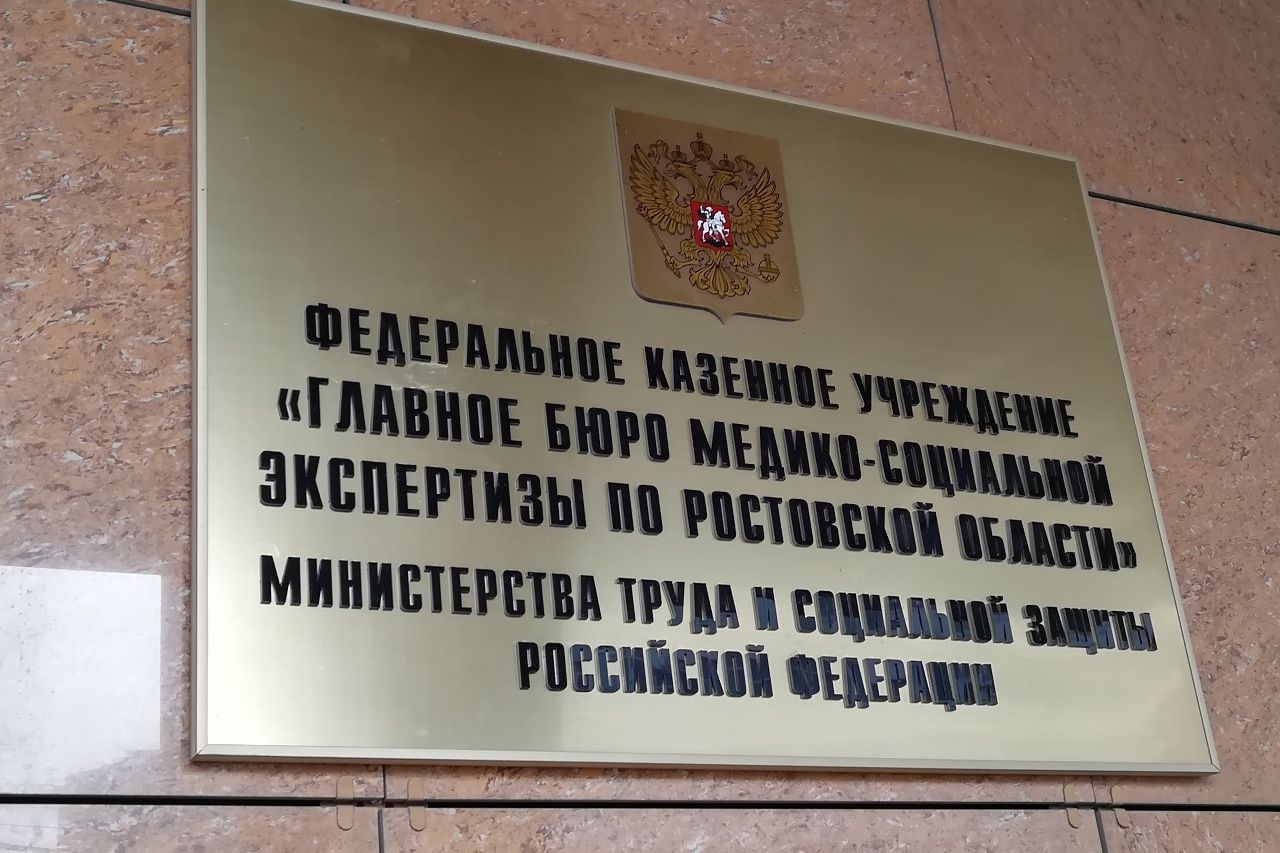 ФЕДЕРАЛЬНОЕ КАЗЕННОЕ УЧРЕЖДЕНИЕ
«ГЛАВНОЕ БЮРО МЕДИКО-СОЦИАЛЬНОЙ
ЭКСПЕРТИЗЫ ПО РОСТОВСКОЙ ОБЛАСТИ»
МИНИСТЕРСТВА ТРУДА И СОЦИАЛЬНОЙ ЗАЩИТЫ
РОССИЙСКОЙ ФЕДЕРАЦИИ